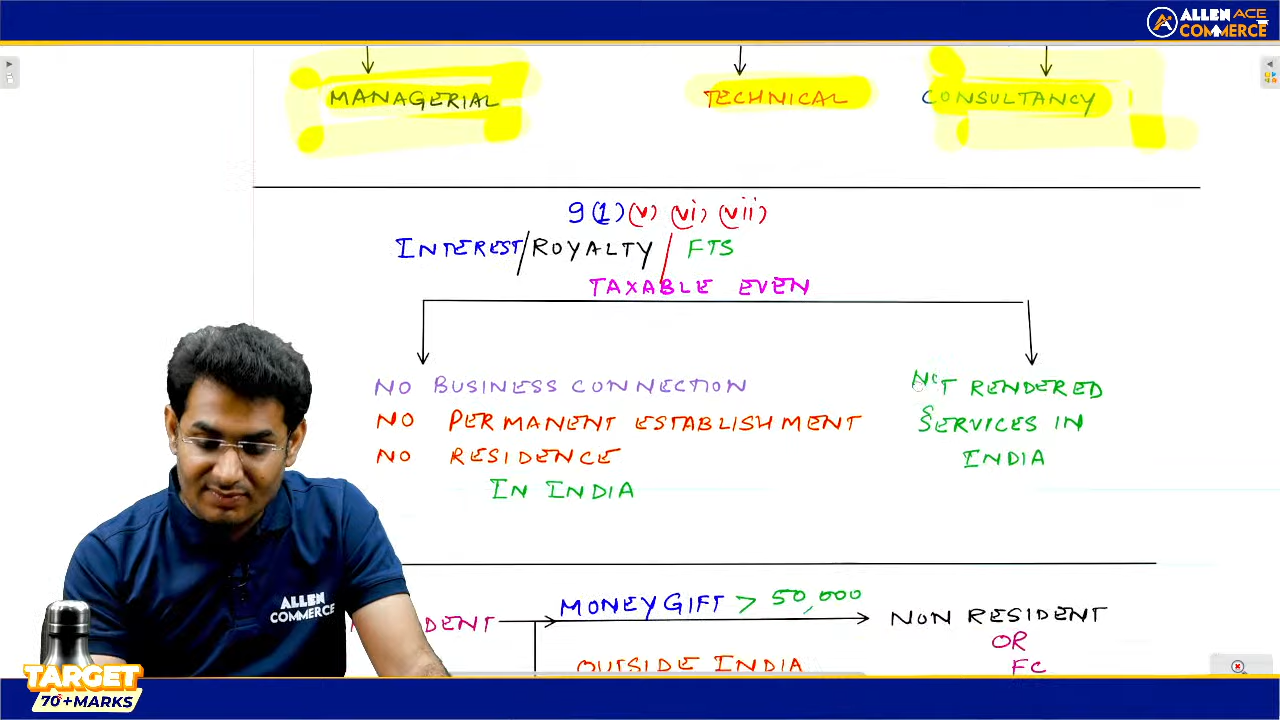 ALLEN ACE
COMMERCE
MANAGERIAL TECHNICAL CONSULTANCY
9(1)(v) (vi) (vii)
INTEREST/ROYALTY/FTS
TAXABLE EVEN
NO BUSINESS CONNECTION
NO PERMANENT ESTABLISHMENT
NO RESIDENCE
IN INDIA
NOT RENDERED
SERVICES IN
INDIA
MONEY GIFT > 50,000
NON RESIDENT
OR
FC
OUTSIDE INDIA
ALLEN
COMMERCE
TARGET
70+MARKS